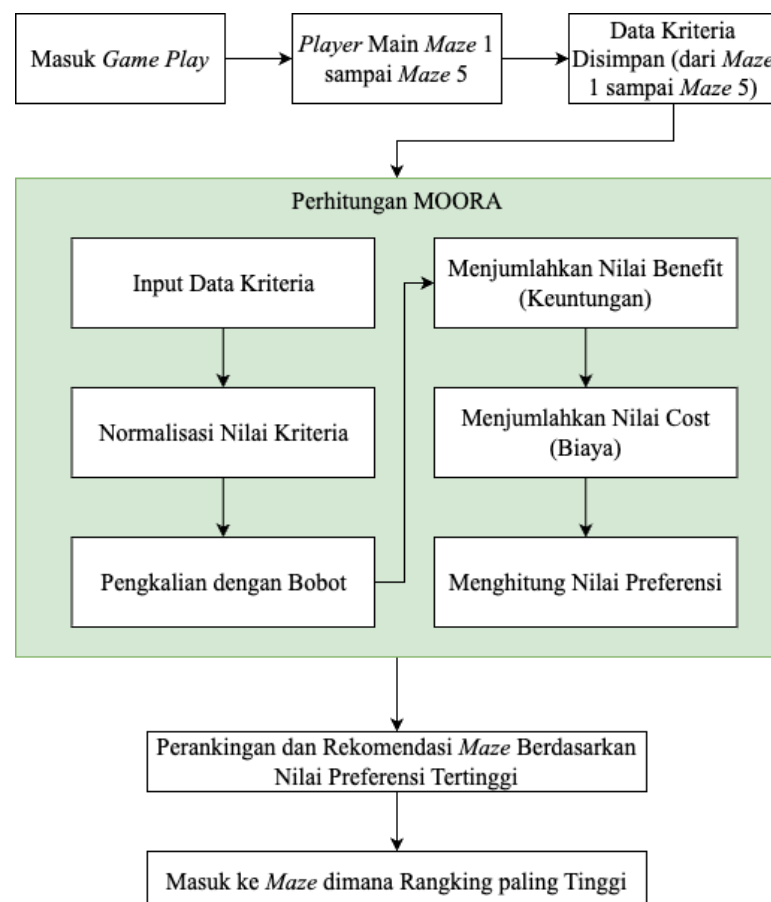 Masuk Game Play
Player Main Maze 1
sampai Maze 5
Data Kriteria
Disimpan (dari Maze
1 sampai Maze 5)
Perhitungan MOORA
Input Data Kriteria
Normalisasi Nilai Kriteria
Pengkalian dengan Bobot
Menjumlahkan Nilai Benefit
(Keuntungan)
Menjumlahkan Nilai Cost
(Biaya)
Menghitung Nilai Preferensi
Perankingan dan Rekomendasi Maze Berdasarkan
Nilai Preferensi Tertinggi
Masuk ke Maze dimana Rangking paling Tinggi